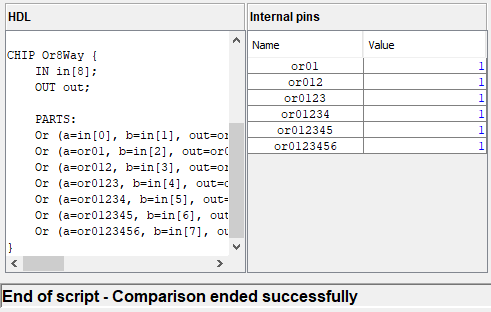 HDL
CHIP Or8Way {
IN in[8];
OUT out;
PARTS:
Or (a=in[0], b=in[1], out=or
Or (a=or01, b=in[2], out=or0
Or (a=or012, b=in[3], out=o
Or (a=or0123, b=in[4], out=
Or (a=or01234, b=in[5], out
Or (a=or012345, b=in[6],
Or (a=or0123456, b=in[7],
}
Internal pins
Name Value
or01 1
or012 1
or0123 1
or01234 1
or012345 1
or0123456 1
End of script - Comparison ended successfully